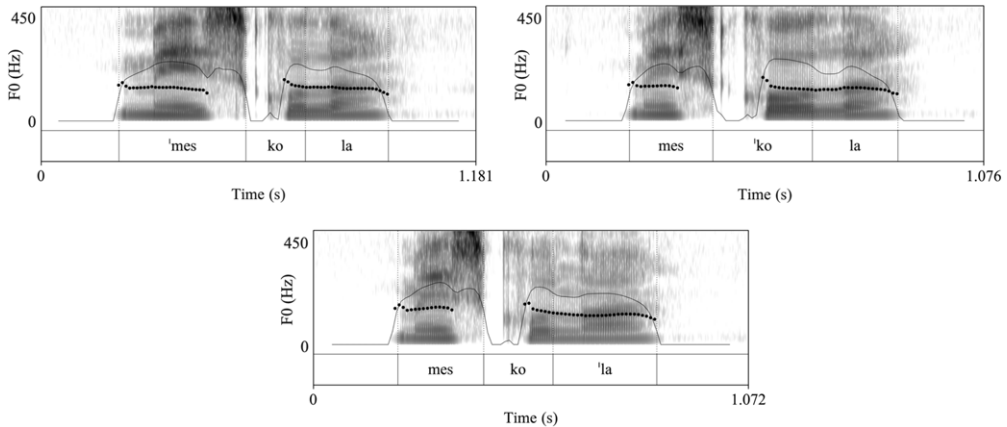 450
F0 (Hz)
0
ˈmes ko la
0 1.181
Time (s)
450
F0 (Hz)
0
mes ˈko la
0 1.076
Time (s)
450
F0 (Hz)
0
mes ko ˈla
0 1.072
Time (s)